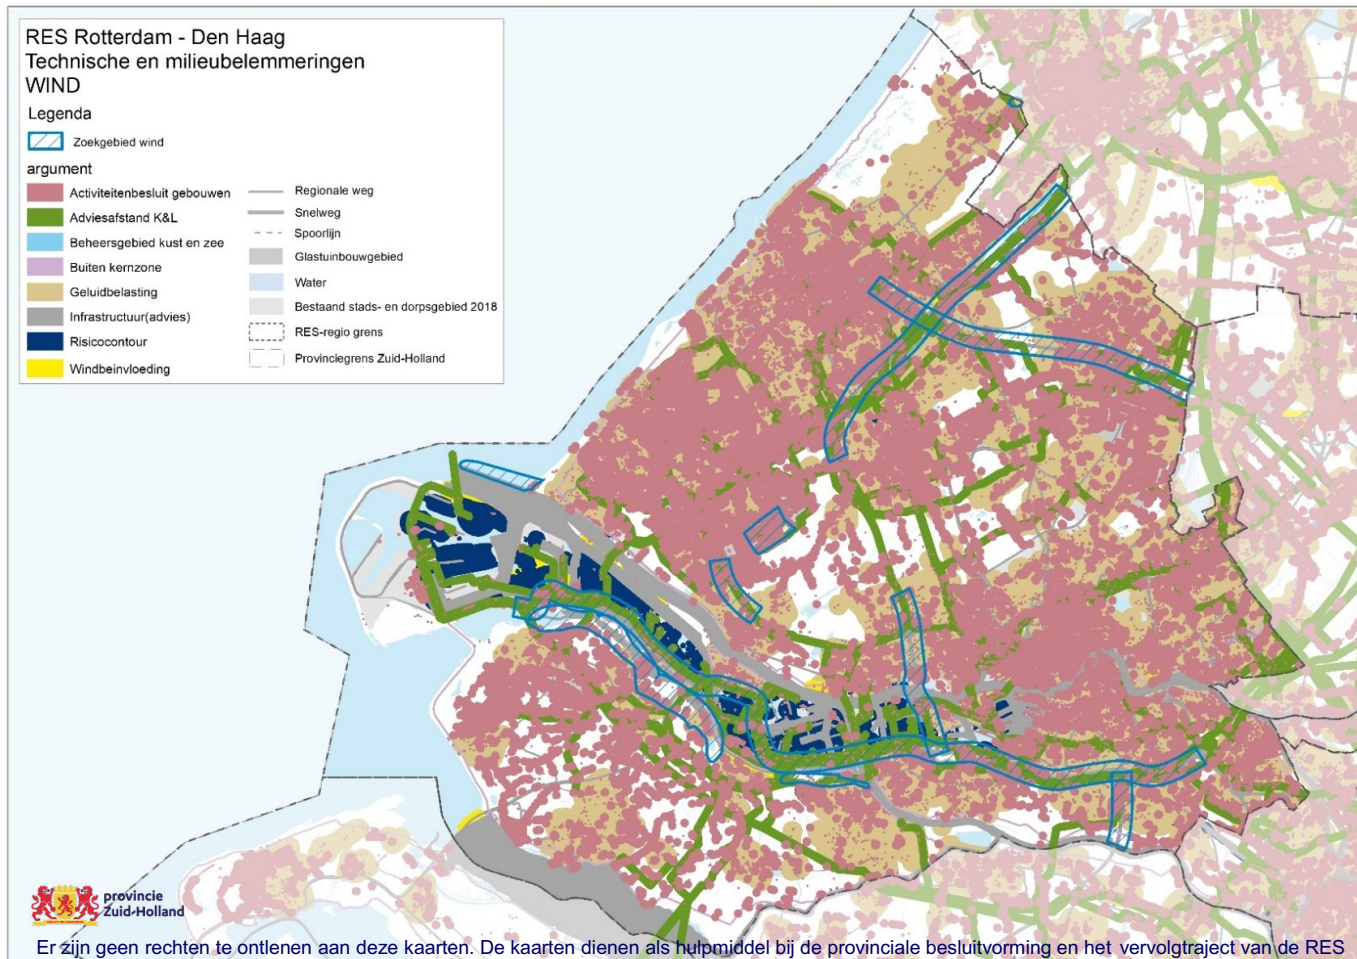 RES Rotterdam - Den Haag
Technische en milieubelemmeringen
WIND
Legenda
Zoekgebied wind
argument
Activiteitenbesluit gebouwen
Adviesafstand K&L
Beheersgebied kust en zee
Buiten kernzone
Geluidbelasting
Infrastructuur(advies)
Risicocontour
Windbeinvloeding
Regionale weg
Snelweg
Spoorlijn
Glastuinbouwgebied
Water
Bestaand stads- en dorpsgebied 2018
RES-regio grens
Provinciegrens Zuid-Holland
provincie
Zuid-Holland
Er zijn geen rechten te ontlenen aan deze kaarten. De kaarten dienen als hulpmiddel bij de provinciale besluitvorming en het vervolgtraject van de RES